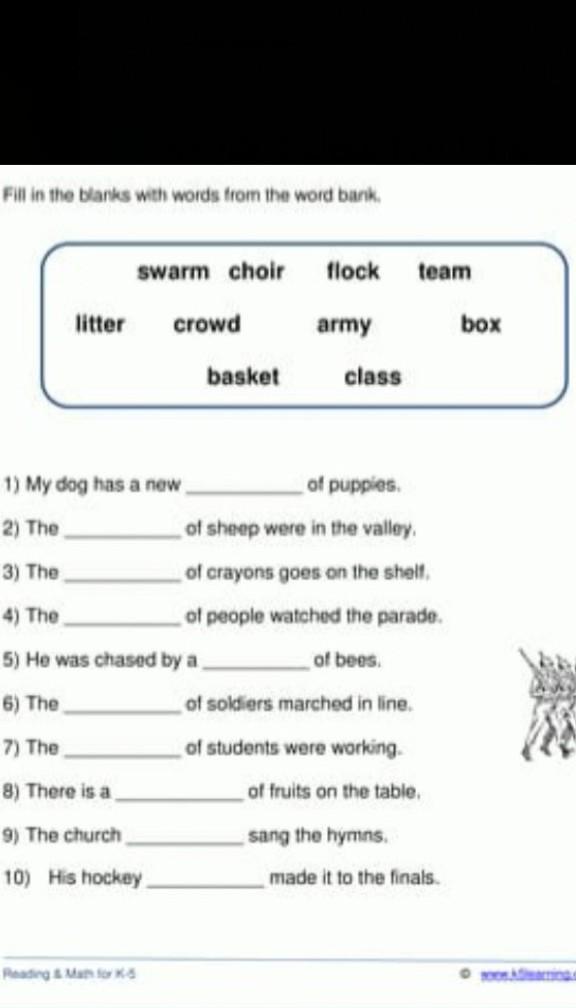 Fill in the blanks with words from the word bank.
swarm choir flock team
litter crowd army box
basket class
1) My dog has a new __________ of puppies.
2) The __________ of sheep were in the valley.
3) The __________ of crayons goes on the shelf.
4) The __________ of people watched the parade.
5) He was chased by a _________ of bees.
6) The __________ of soldiers marched in line.
7) The __________ of students were working.
8) There is a ___________ of fruits on the table.
9) The church __________ sang the hymns.
10) His hockey __________ made it to the finals.
Reading & Math for K-5 © www.k5learning.c